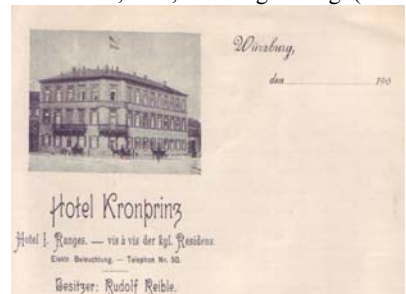 Würzburg,
den 190
Hotel Kronprinz
Hotel I. Ranges. — vis à vis der kgl. Residenz.
Elektr. Beleuchtung. — Telephon Nr. 50.
Besitzer: Rudolf Reible.